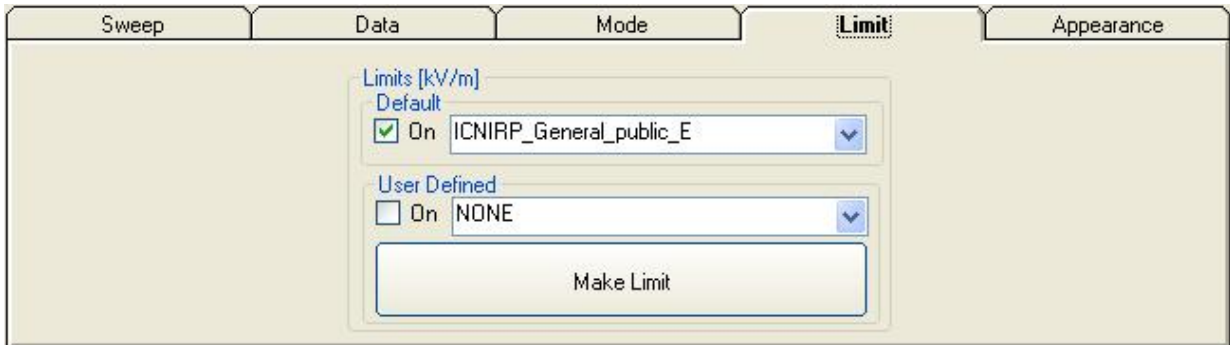 Sweep Data Mode Limit Appearance
Limits [kV/m]
Default
On ICNIRP_General_public_E
User Defined
On NONE
Make Limit